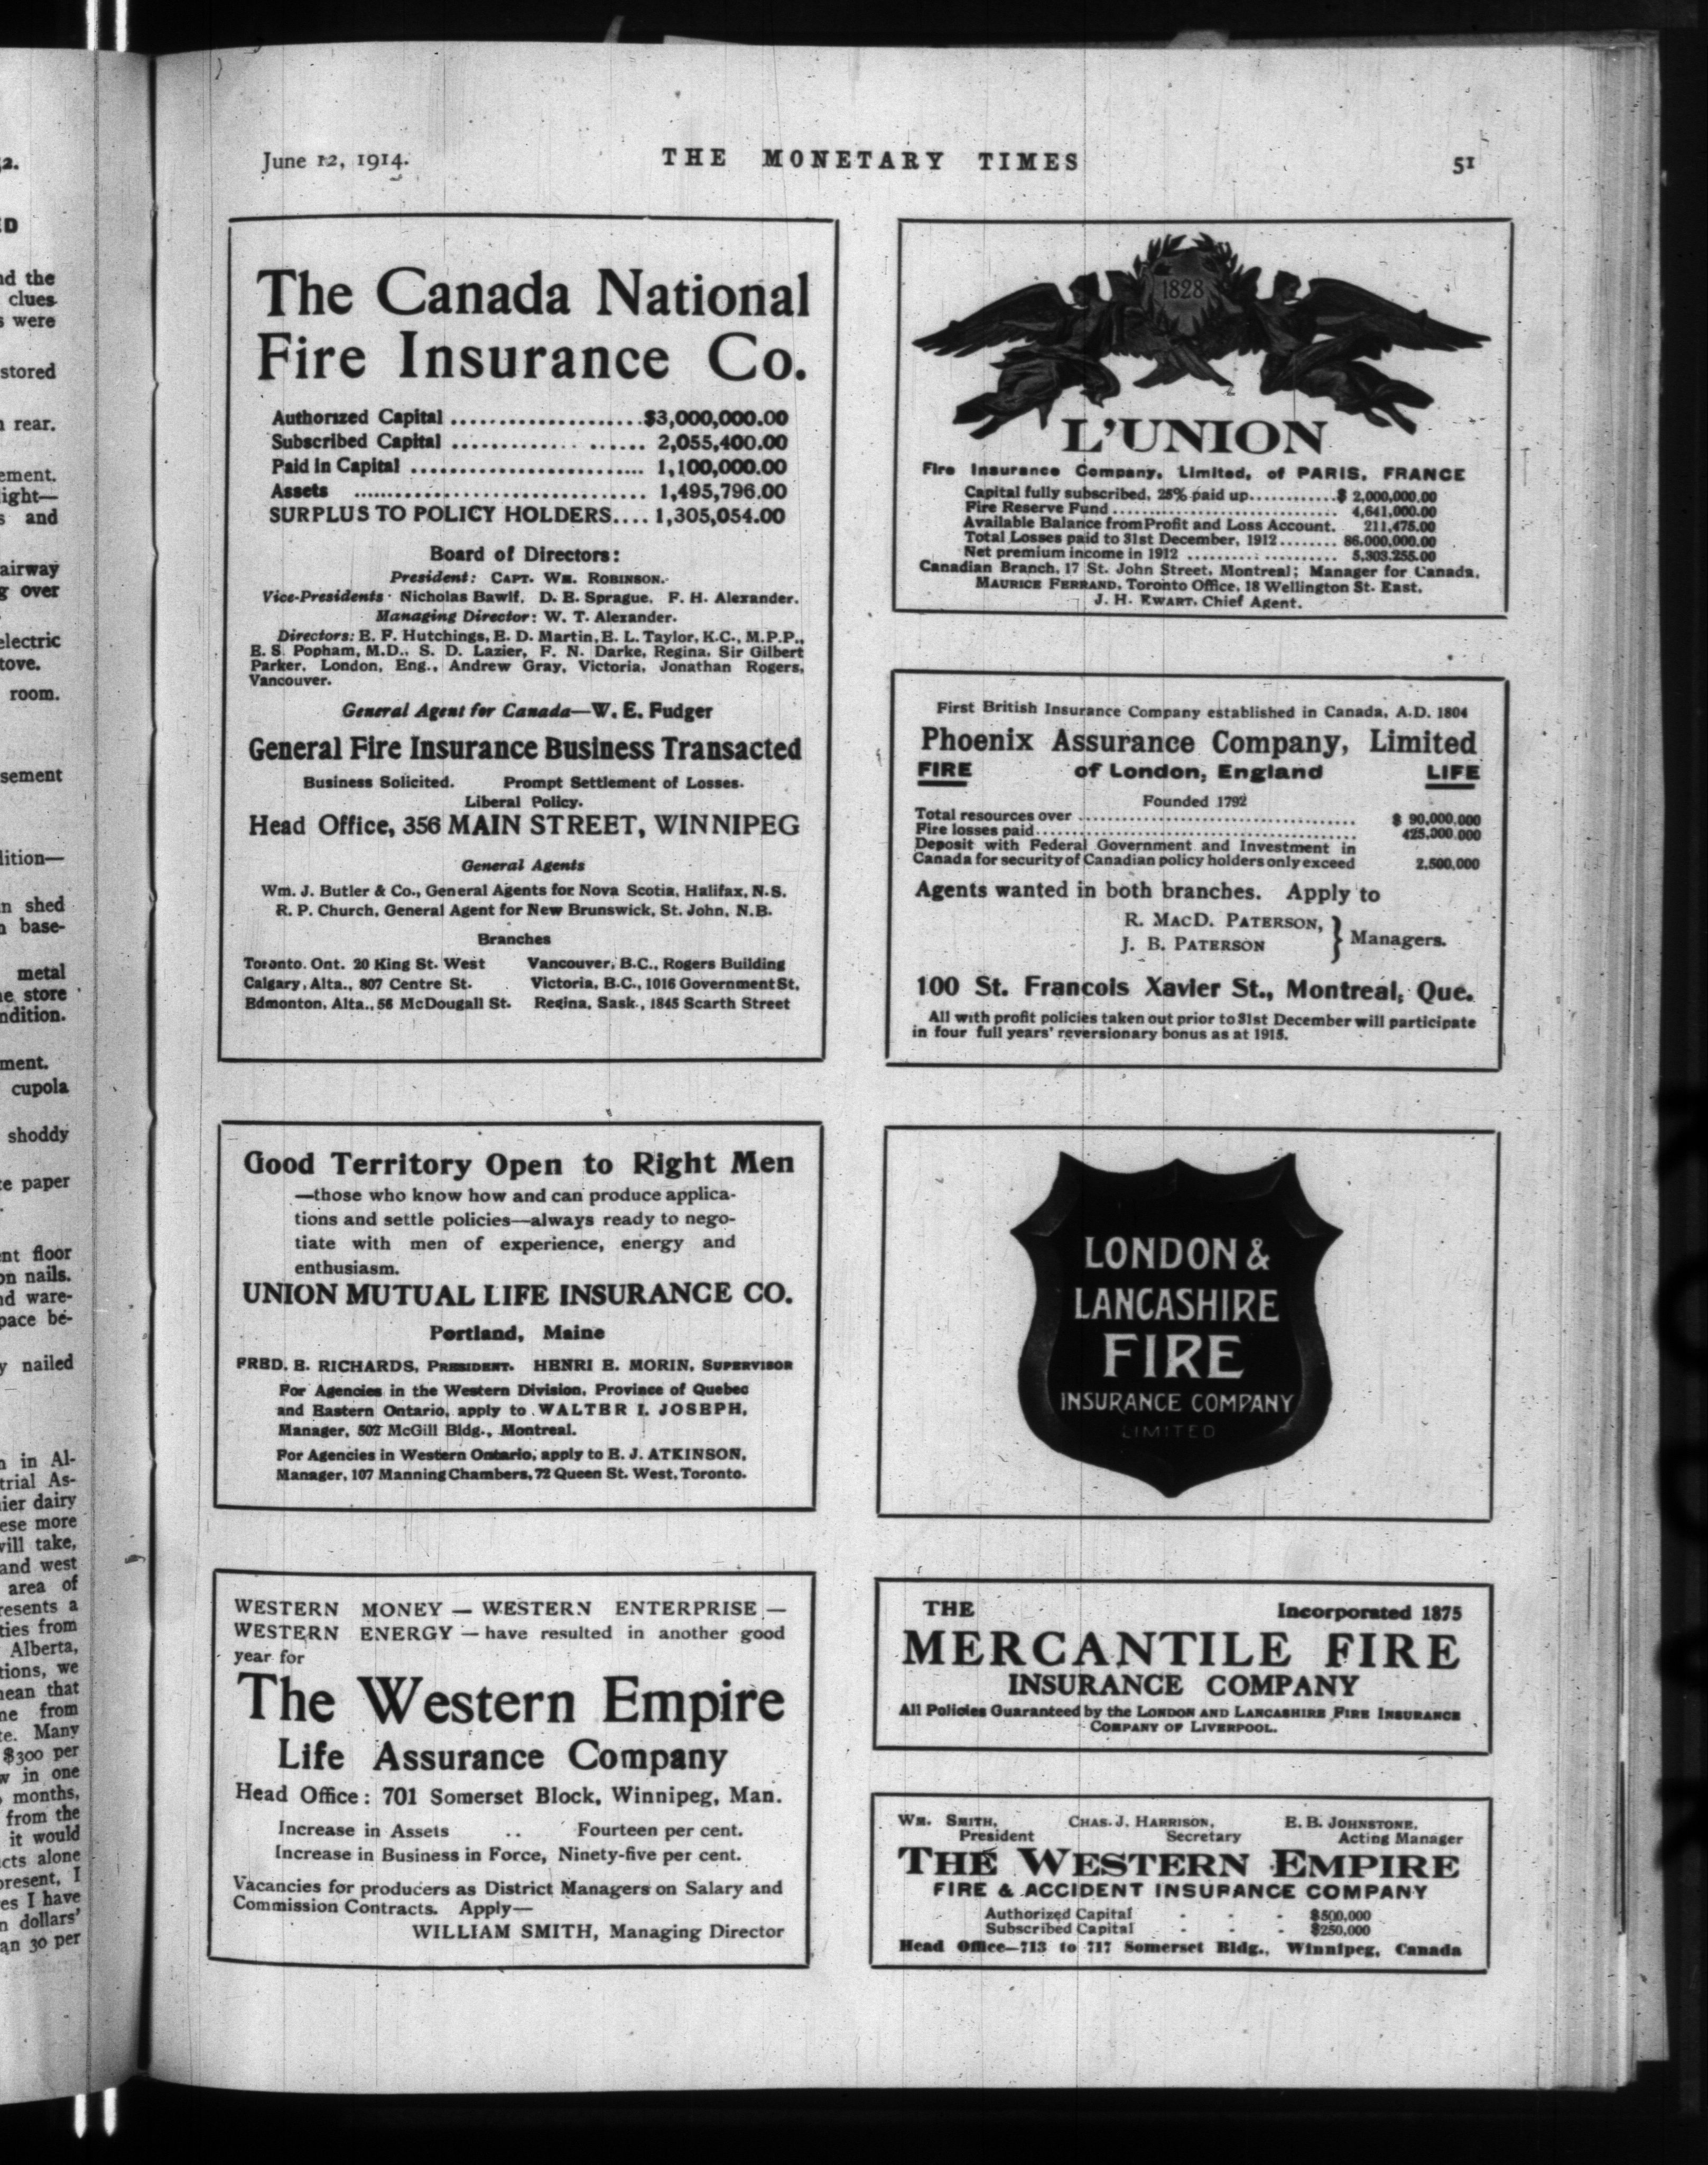 June 12, 1914.
THE MONETARY TIMES
51
The Canada National
Fire Insurance Co.
Authorized Capital ....................$3,000,000.00
Subscribed Capital ............. ...... 2,055,400.00
Paid in Capital ........................ 1,100,000.00
Assets ................................ 1,495,796.00
SURPLUS TO POLICY HOLDERS.... 1,305,054.00
Board of Directors:
President: CAPT. WM. ROBINSON.
Vice-Presidents · Nicholas Bawlf, D. E. Sprague, F. H. Alexander.
Managing Director: W. T. Alexander.
Directors: E. F. Hutchings, E. D. Martin, E. L. Taylor, K.C., M.P.P.,
E. S. Popham, M.D., S. D. Lazier, F. N. Darke, Regina, Sir Gilbert
Parker, London, Eng., Andrew Gray, Victoria, Jonathan Rogers,
Vancouver.
General Agent for Canada—W. E. Fudger
General Fire Insurance Business Transacted
Business Solicited. Prompt Settlement of Losses.
Liberal Policy.
Head Office, 356 MAIN STREET, WINNIPEG
General Agents
Wm. J. Butler & Co., General Agents for Nova Scotia, Halifax, N.S.
R. P. Church, General Agent for New Brunswick, St. John, N.B.
Branches
Toronto. Ont. 20 King St. West Vancouver, B.C., Rogers Building
Calgary, Alta., 807 Centre St. Victoria, B.C., 1016 Government St.
Edmonton, Alta., 56 McDougall St. Regina, Sask., 1845 Scarth Street
Good Territory Open to Right Men
—those who know how and can produce applica-
tions and settle policies—always ready to nego-
tiate with men of experience, energy and
enthusiasm.
UNION MUTUAL LIFE INSURANCE CO.
Portland, Maine
FRED. E. RICHARDS, PRESIDENT. HENRI E. MORIN, SUPERVISOR
For Agencies in the Western Division, Province of Quebec
and Eastern Ontario, apply to WALTER I. JOSEPH,
Manager, 502 McGill Bldg., Montreal.
For Agencies in Western Ontario, apply to E. J. ATKINSON,
Manager, 107 Manning Chambers, 72 Queen St. West, Toronto.
WESTERN MONEY — WESTERN ENTERPRISE —
WESTERN ENERGY — have resulted in another good
year for
The Western Empire
Life Assurance Company
Head Office: 701 Somerset Block, Winnipeg, Man.
Increase in Assets .. Fourteen per cent.
Increase in Business in Force, Ninety-five per cent.
Vacancies for producers as District Managers on Salary and
Commission Contracts. Apply—
WILLIAM SMITH, Managing Director
1828
L'UNION
Fire Insurance Company, Limited, of PARIS, FRANCE
Capital fully subscribed, 25% paid up............$ 2,000,000.00
Fire Reserve Fund ............................... 4,641,000.00
Available Balance from Profit and Loss Account. 211,475.00
Total Losses paid to 31st December, 1912........ 86,000,000.00
Net premium income in 1912 ..................... 5,303,255.00
Canadian Branch, 17 St. John Street, Montreal; Manager for Canada,
MAURICE FERRAND, Toronto Office, 18 Wellington St. East.
J. H. EWART, Chief Agent.
First British Insurance Company established in Canada, A.D. 1804
Phoenix Assurance Company, Limited
FIRE of London, England LIFE
Founded 1792
Total resources over ...................................... $ 90,000,000
Fire losses paid............................................ 425,000,000
Deposit with Federal Government and Investment in
Canada for security of Canadian policy holders only exceed 2,500,000
Agents wanted in both branches. Apply to
R. MACD. PATERSON,
J. B. PATERSON
} Managers.
100 St. Francois Xavier St., Montreal, Que.
All with profit policies taken out prior to 31st December will participate
in four full years' reversionary bonus as at 1915.
LONDON &
LANCASHIRE
FIRE
INSURANCE COMPANY
LIMITED
THE Incorporated 1875
MERCANTILE FIRE
INSURANCE COMPANY
All Policies Guaranteed by the LONDON AND LANCASHIRE FIRE INSURANCE
COMPANY OF LIVERPOOL.
WM. SMITH, CHAS. J. HARRISON, E. E. JOHNSTONE,
President Secretary Acting Manager
THE WESTERN EMPIRE
FIRE & ACCIDENT INSURANCE COMPANY
Authorized Capital - - - $500,000
Subscribed Capital - - - $250,000
Head Office—713 to 717 Somerset Bldg., Winnipeg, Canada